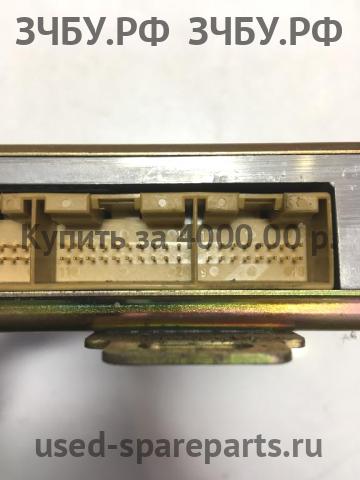 ЗЧБУ.РФ ЗЧБУ.РФ
Купить за 4000.00 р.
used-spareparts.ru